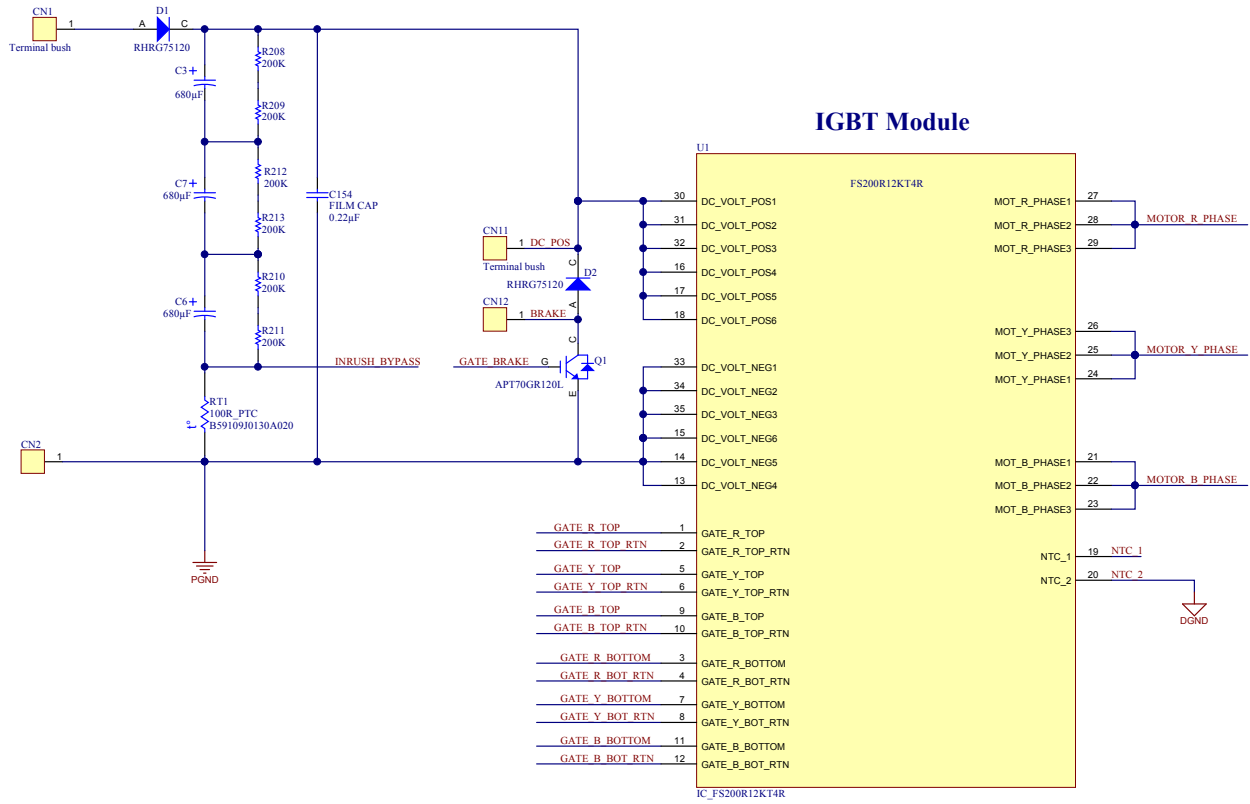 CN1
1
Terminal bush
D1
A
C
RHRG75120
C3
+
680µF
R208
200K
R209
200K
C7
+
680µF
R212
200K
R213
200K
C154
FILM CAP
0.22µF
C6
+
680µF
R210
200K
R211
200K
INRUSH_BYPASS
RT1
100R_PTC
B59109J0130A020
t°
CN2
1
PGND
CN11
1
DC_POS
Terminal bush
C
D2
RHRG75120
A
CN12
1
BRAKE
GATE_BRAKE
G
C
Q1
APT70GR120L
E
IGBT Module
U1
FS200R12KT4R
30
DC_VOLT_POS1
31
DC_VOLT_POS2
32
DC_VOLT_POS3
16
DC_VOLT_POS4
17
DC_VOLT_POS5
18
DC_VOLT_POS6
33
DC_VOLT_NEG1
34
DC_VOLT_NEG2
35
DC_VOLT_NEG3
15
DC_VOLT_NEG6
14
DC_VOLT_NEG5
13
DC_VOLT_NEG4
GATE_R_TOP
1
GATE_R_TOP
GATE_R_TOP_RTN
2
GATE_R_TOP_RTN
GATE_Y_TOP
5
GATE_Y_TOP
GATE_Y_TOP_RTN
6
GATE_Y_TOP_RTN
GATE_B_TOP
9
GATE_B_TOP
GATE_B_TOP_RTN
10
GATE_B_TOP_RTN
GATE_R_BOTTOM
3
GATE_R_BOTTOM
GATE_R_BOT_RTN
4
GATE_R_BOT_RTN
GATE_Y_BOTTOM
7
GATE_Y_BOTTOM
GATE_Y_BOT_RTN
8
GATE_Y_BOT_RTN
GATE_B_BOTTOM
11
GATE_B_BOTTOM
GATE_B_BOT_RTN
12
GATE_B_BOT_RTN
MOT_R_PHASE1
27
MOT_R_PHASE2
28
MOTOR_R_PHASE
MOT_R_PHASE3
29
MOT_Y_PHASE3
26
MOT_Y_PHASE2
25
MOTOR_Y_PHASE
MOT_Y_PHASE1
24
MOT_B_PHASE1
21
MOT_B_PHASE2
22
MOTOR_B_PHASE
MOT_B_PHASE3
23
NTC_1
19
NTC_1
NTC_2
20
NTC_2
DGND
IC_FS200R12KT4R